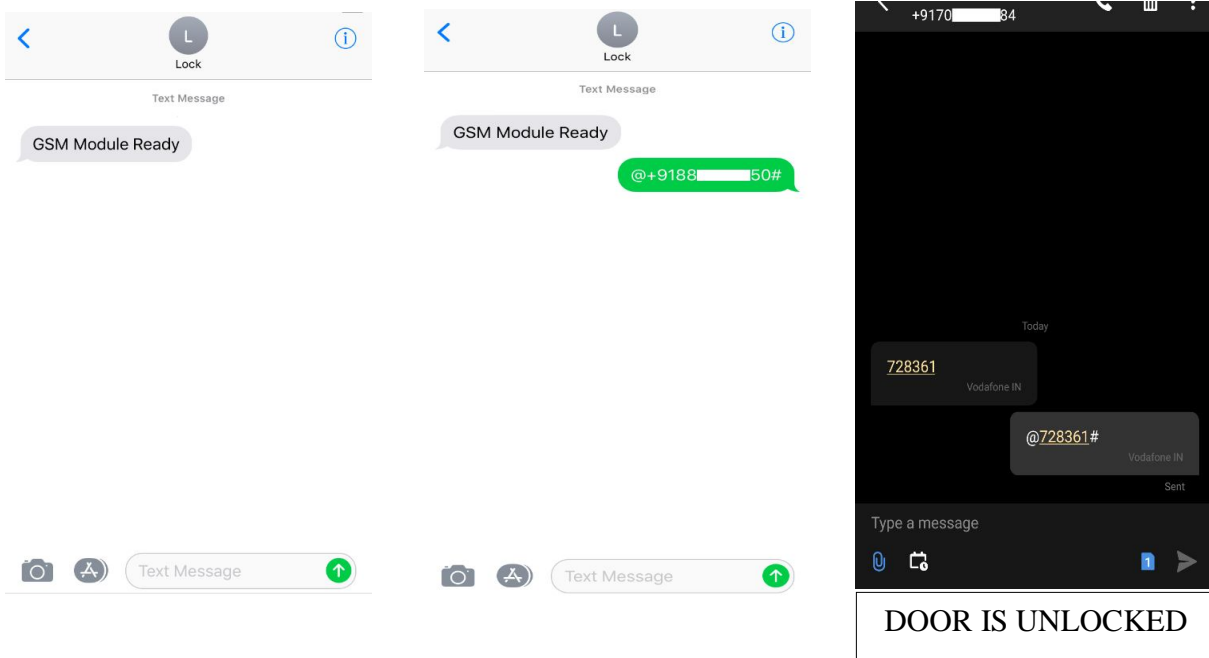 L
Lock
Text Message
GSM Module Ready
Text Message
L
Lock
Text Message
GSM Module Ready
@+9188 50#
Text Message
+9170 84
Today
728361
Vodafone IN
@728361#
Vodafone IN
Sent
Type a message
1
DOOR IS UNLOCKED